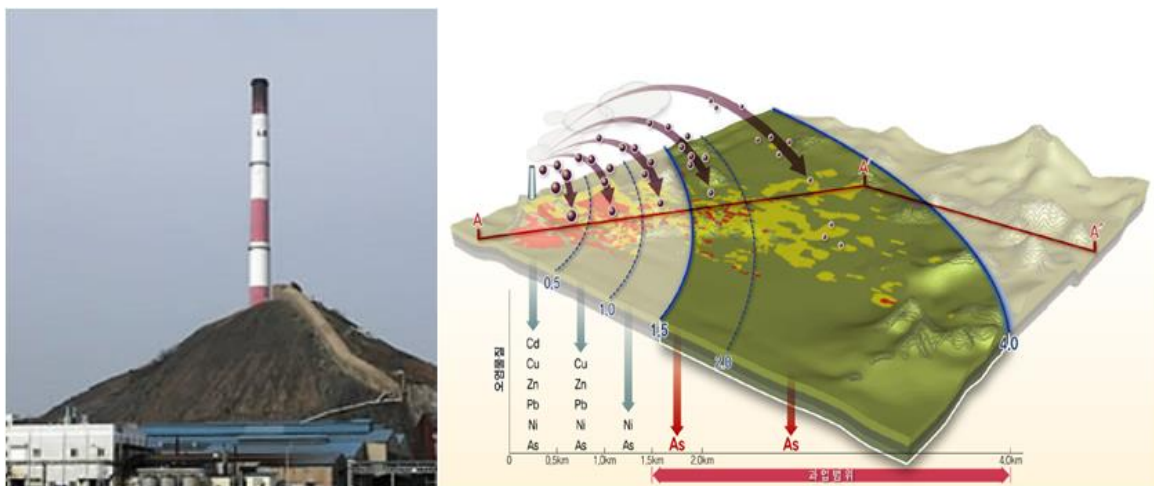 A
A'
A"
0.5
1.0
1.5
2.0
4.0
오염물질
Cd
Cu
Zn
Pb
Ni
As
Cu
Zn
Pb
Ni
As
Ni
As
As
As
0 0.5km 1.0km 1.5km 2.0km 4.0km
과업범위